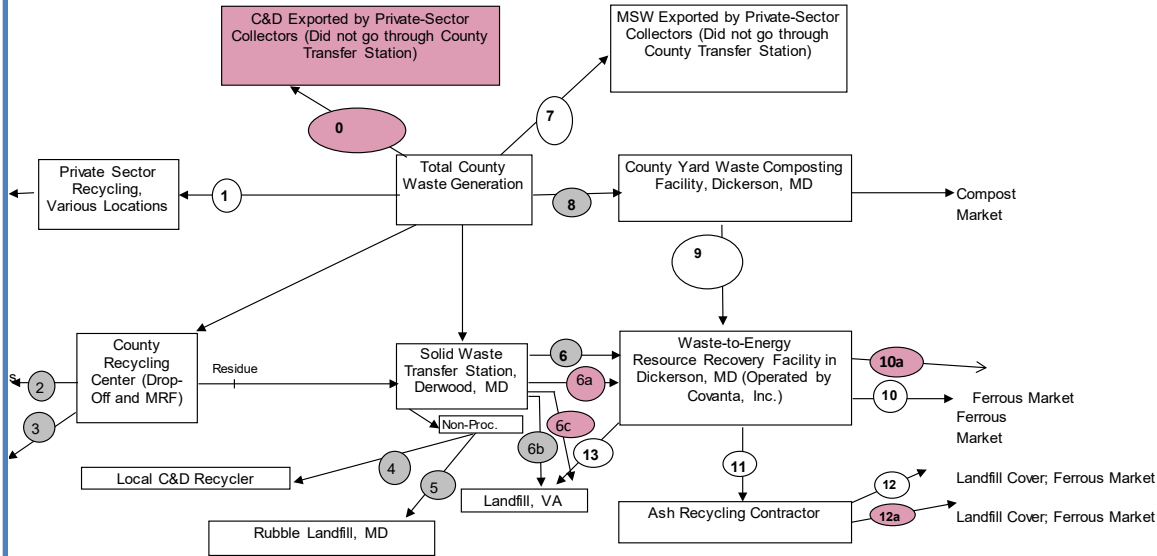 C&D Exported by Private-Sector
Collectors (Did not go through County
Transfer Station)
MSW Exported by Private-Sector
Collectors (Did not go through
County Transfer Station)
0
7
Private Sector
Recycling,
Various Locations
1
Total County
Waste Generation
8
County Yard Waste Composting
Facility, Dickerson, MD
Compost
Market
9
County
Recycling
Center (Drop-
Off and MRF)
Residue
Solid Waste
Transfer Station,
Derwood, MD
6
6a
Waste-to-Energy
Resource Recovery Facility in
Dickerson, MD (Operated by
Covanta, Inc.)
10a
10
Ferrous Market
Ferrous
Market
s
2
3
Non-Proc.
6b
6c
13
11
4
5
Local C&D Recycler
Landfill, VA
Rubble Landfill, MD
Ash Recycling Contractor
12
Landfill Cover; Ferrous Market
12a
Landfill Cover; Ferrous Market